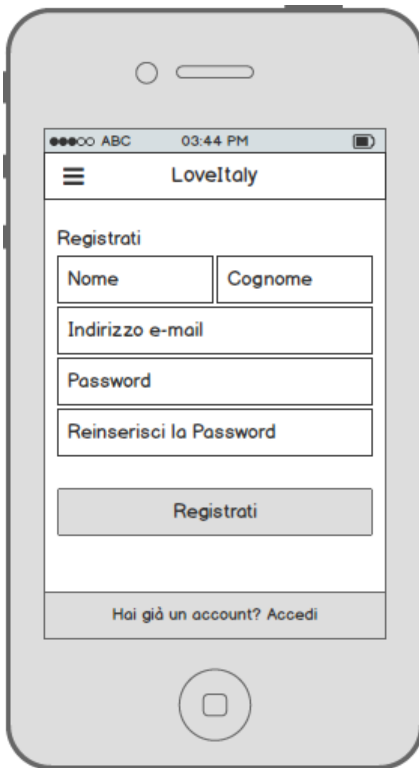 ABC 03:44 PM
LoveItaly
Registrati
Nome Cognome
Indirizzo e-mail
Password
Reinserisci la Password
Registrati
Hai già un account? Accedi